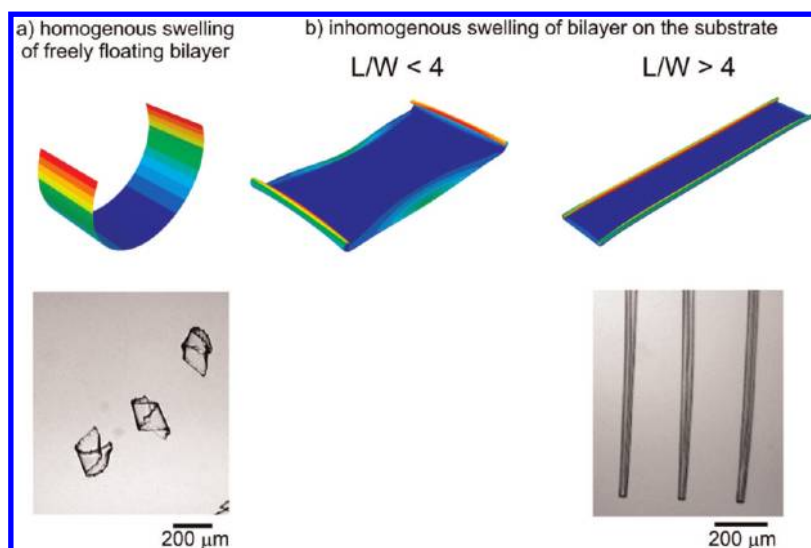 a) homogenous swelling
of freely floating bilayer
b) inhomogenous swelling of bilayer on the substrate
L/W < 4
L/W > 4
200 μm
200 μm